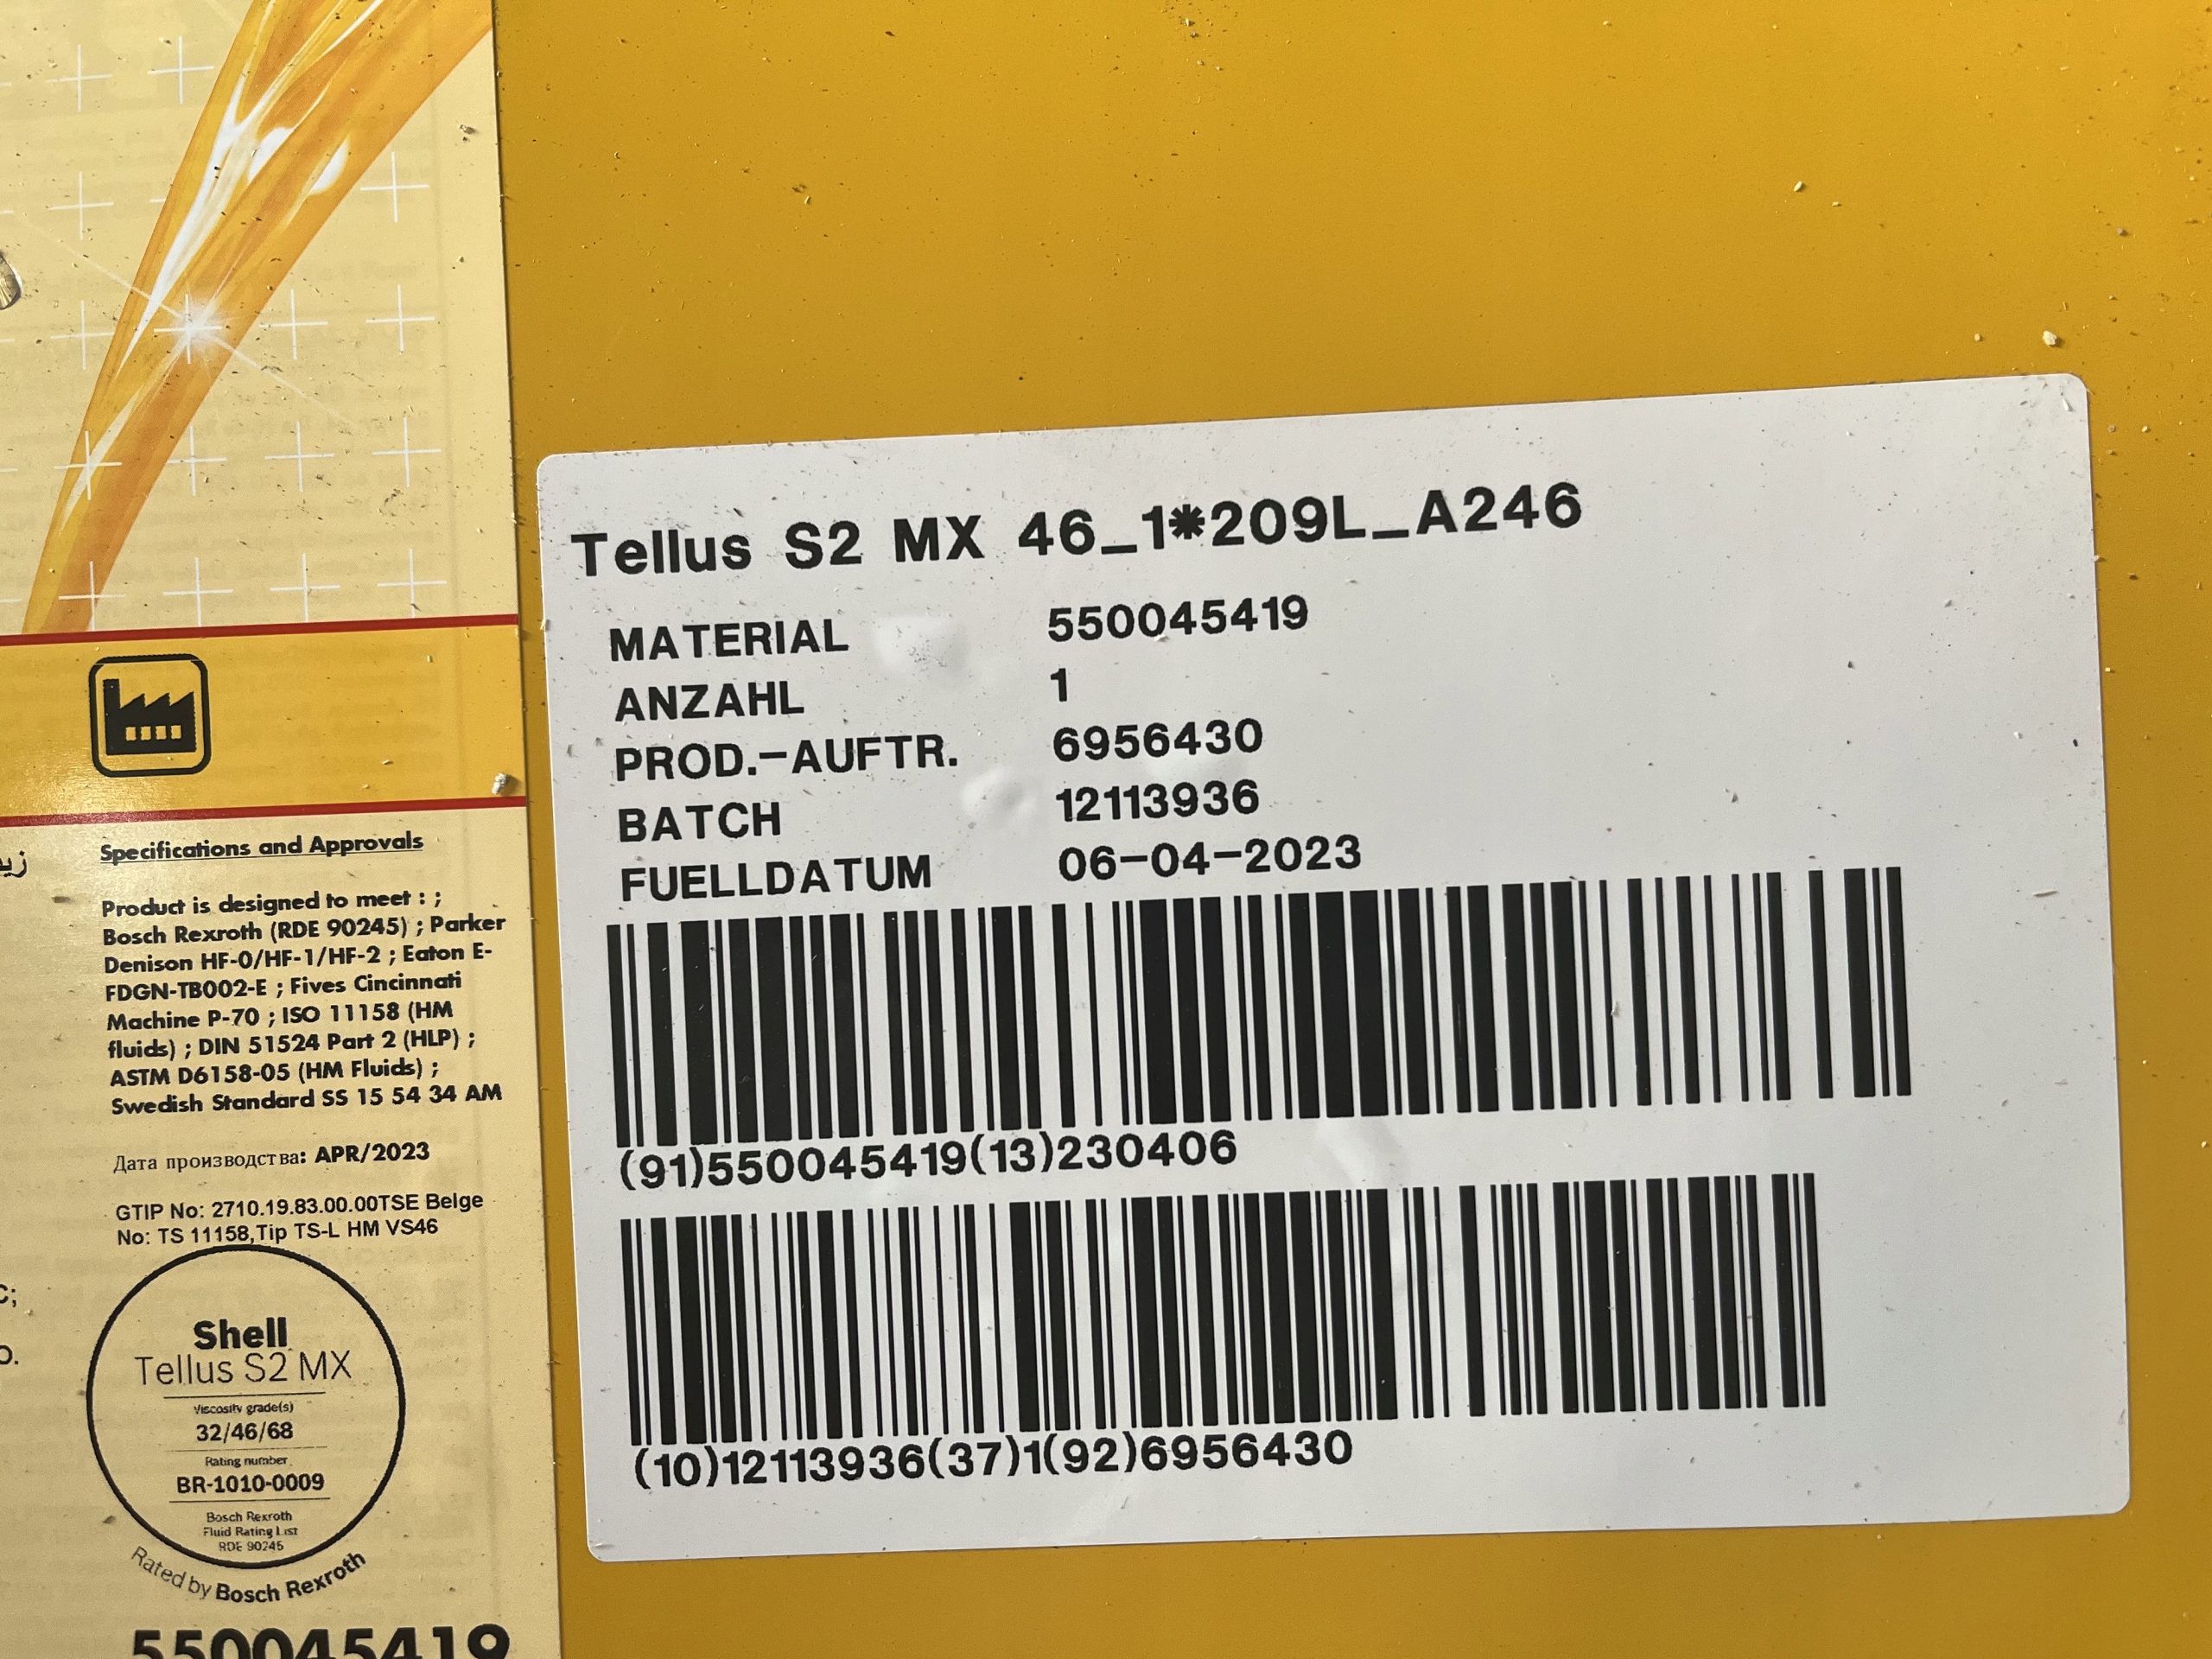 زيـ
Specifications and Approvals
Product is designed to meet : ;
Bosch Rexroth (RDE 90245) ; Parker
Denison HF-0/HF-1/HF-2 ; Eaton E-
FDGN-TB002-E ; Fives Cincinnati
Machine P-70 ; ISO 11158 (HM
fluids) ; DIN 51524 Part 2 (HLP) ;
ASTM D6158-05 (HM Fluids) ;
Swedish Standard SS 15 54 34 AM
Дата производства: APR/2023
GTIP No: 2710.19.83.00.00TSE Belge
No: TS 11158,Tip TS-L HM VS46
C;
O.
Shell
Tellus S2 MX
Viscosity grade(s)
32/46/68
Rating number
BR-1010-0009
Bosch Rexroth
Fluid Rating List
RDE 90245
Rated by Bosch Rexroth
550045419
Tellus S2 MX 46_1*209L_A246
MATERIAL 550045419
ANZAHL 1
PROD.-AUFTR. 6956430
BATCH 12113936
FUELLDATUM 06-04-2023
(91)550045419(13)230406
(10)12113936(37)1(92)6956430